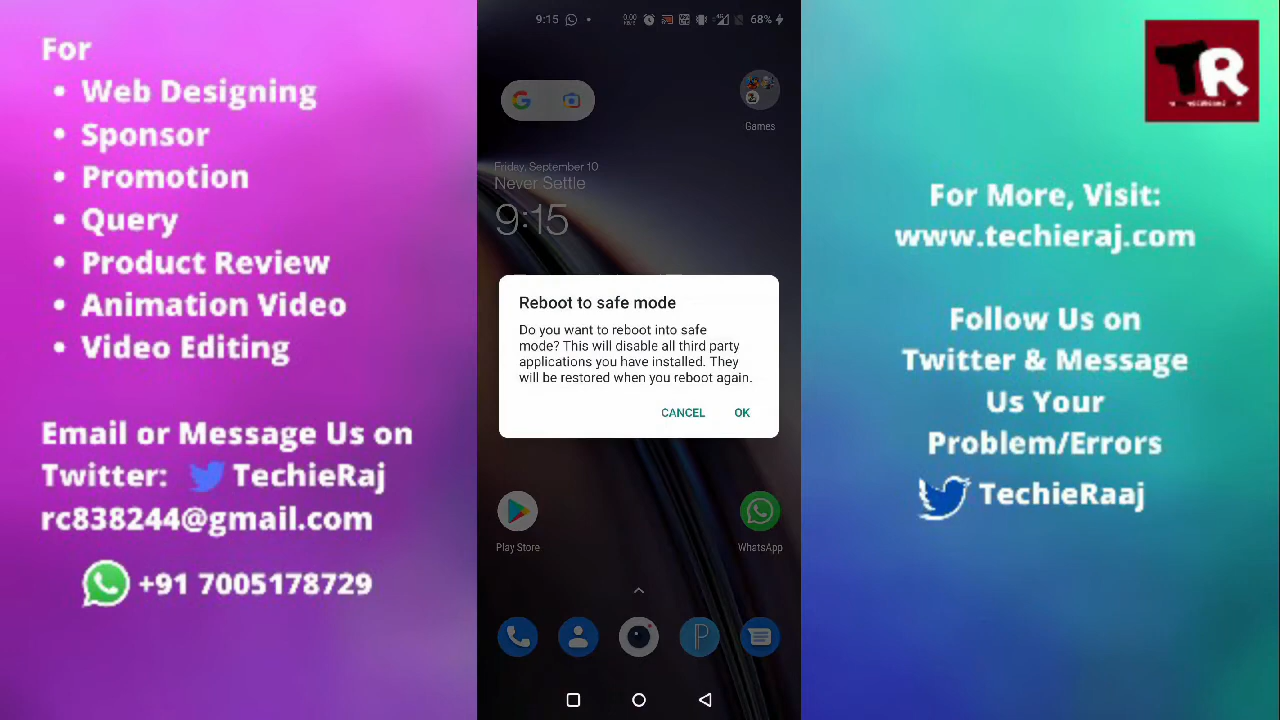 For
• Web Designing
• Sponsor
• Promotion
• Query
• Product Review
• Animation Video
• Video Editing
Email or Message Us on
Twitter: TechieRaj
rc838244@gmail.com
+91 7005178729
9:15
68%
Games
Friday, September 10
Never Settle
9:15
Reboot to safe mode
Do you want to reboot into safe
mode? This will disable all third party
applications you have installed. They
will be restored when you reboot again.
CANCEL OK
Play Store
WhatsApp
TR
For More, Visit:
www.techieraj.com
Follow Us on
Twitter & Message
Us Your
Problem/Errors
TechieRaaj